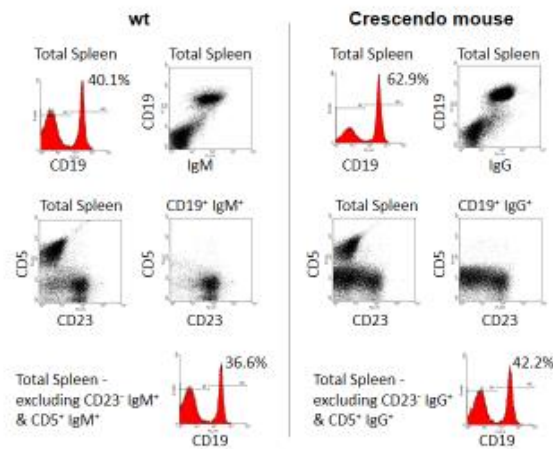 wt
Crescendo mouse
Total Spleen
Total Spleen
Total Spleen
Total Spleen
40.1%
62.9%
CD19
CD19
CD19
IgM
CD19
IgG
Total Spleen
CD19⁺ IgM⁺
Total Spleen
CD19⁺ IgG⁺
CD5
CD5
CD5
CD5
CD23
CD23
CD23
CD23
36.6%
42.2%
Total Spleen -
excluding CD23⁻ IgM⁺
& CD5⁺ IgM⁺
Total Spleen -
excluding CD23⁻ IgG⁺
& CD5⁺ IgG⁺
CD19
CD19